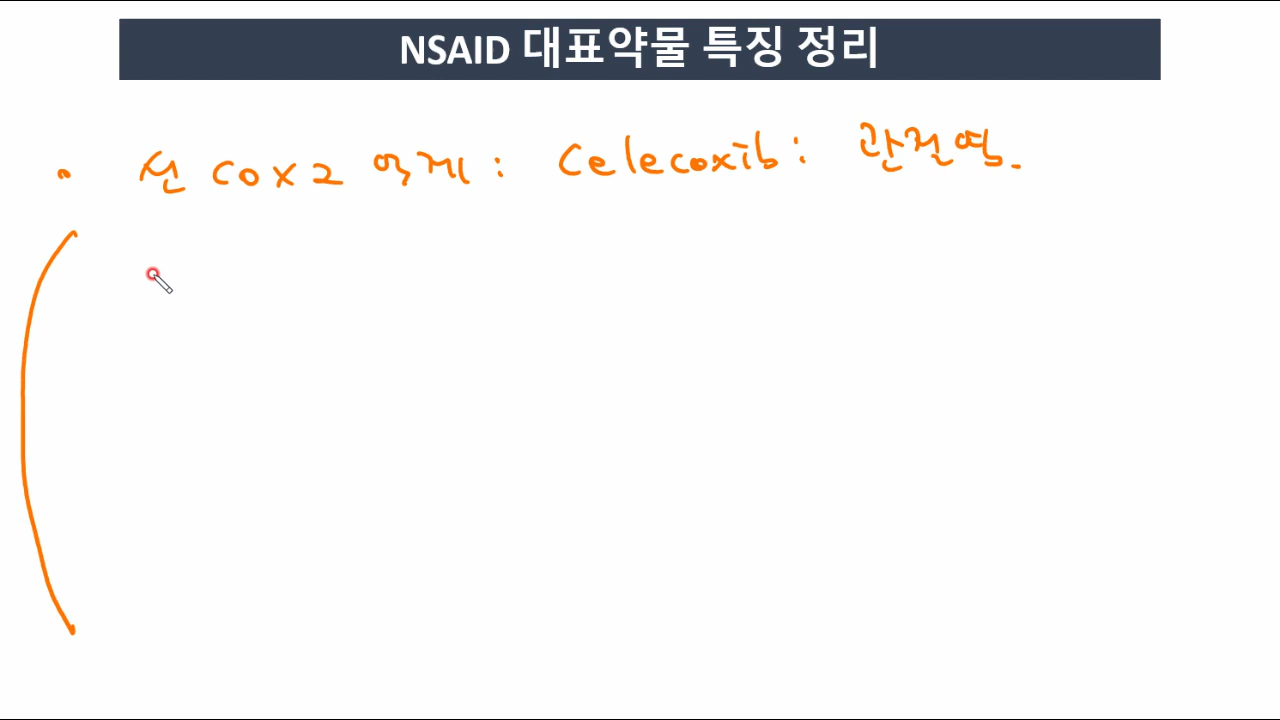 NSAID 대표약물 특징 정리
• 선 COX2 억제 : Celecoxib : 관절염.